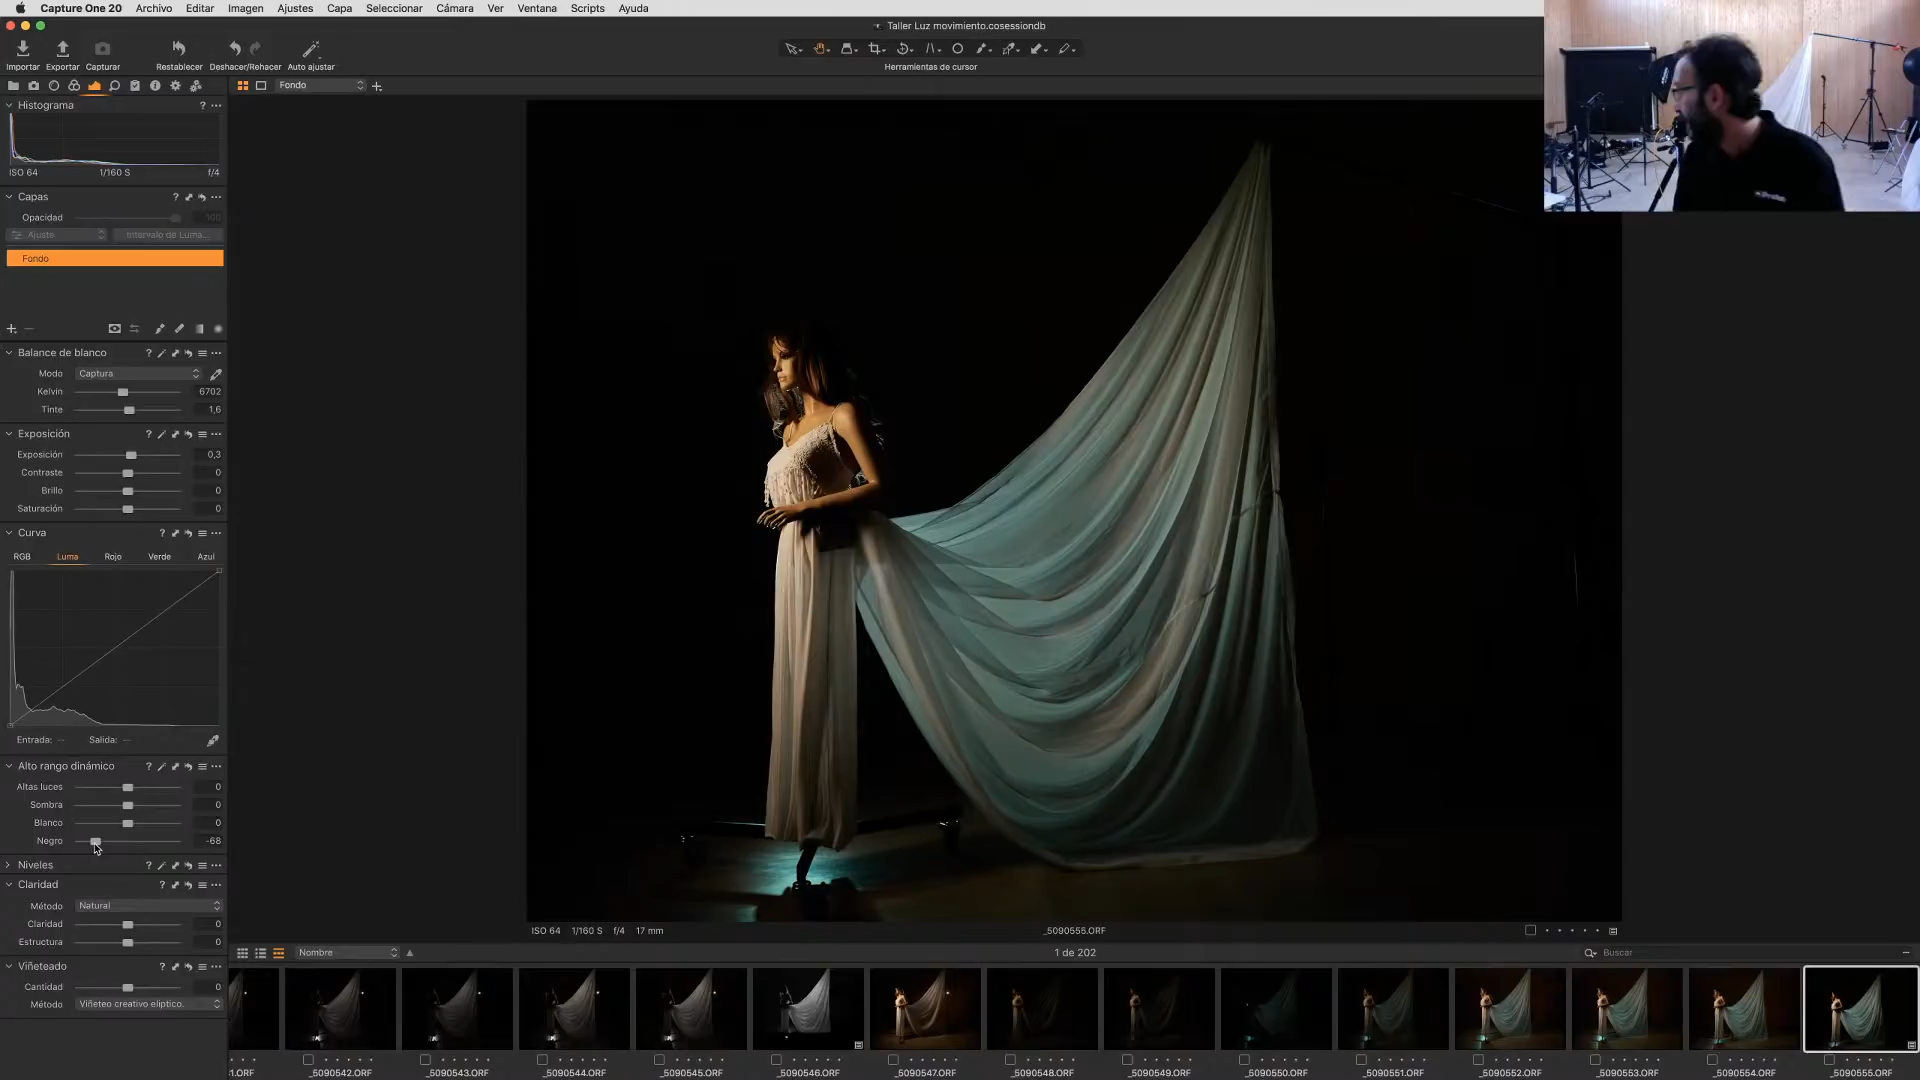 Capture One 20 Archivo Editar Imagen Ajustes Capa Seleccionar Cámara Ver Ventana Scripts Ayuda
Taller Luz movimiento.cosessiondb
Importar Exportar Capturar Restablecer Deshacer/Rehacer Auto ajustar
Herramientas de cursor
Fondo
Histograma ? ...
ISO 64 1/160 S f/4
Capas ? ...
Opacidad 100
Ajuste Intervalo de Luma...
Fondo
Balance de blanco ? ...
Modo Captura
Kelvin 6702
Tinte 1,6
Exposición ? ...
Exposición 0,3
Contraste 0
Brillo 0
Saturación 0
Curva ? ...
RGB Luma Rojo Verde Azul
Entrada: -- Salida: --
Alto rango dinámico ? ...
Altas luces 0
Sombra 0
Blanco 0
Negro -68
Niveles ? ...
Claridad ? ...
Método Natural
Claridad 0
Estructura 0
Viñeteado ? ...
Cantidad 0
Método Viñeteo creativo elíptico.
ISO 64 1/160 S f/4 17 mm _5090555.ORF
Nombre 1 de 202 Buscar
1.ORF _5090542.ORF _5090543.ORF _5090544.ORF _5090545.ORF _5090546.ORF _5090547.ORF _5090548.ORF _5090549.ORF _5090550.ORF _5090551.ORF _5090552.ORF _5090553.ORF _5090554.ORF _5090555.ORF